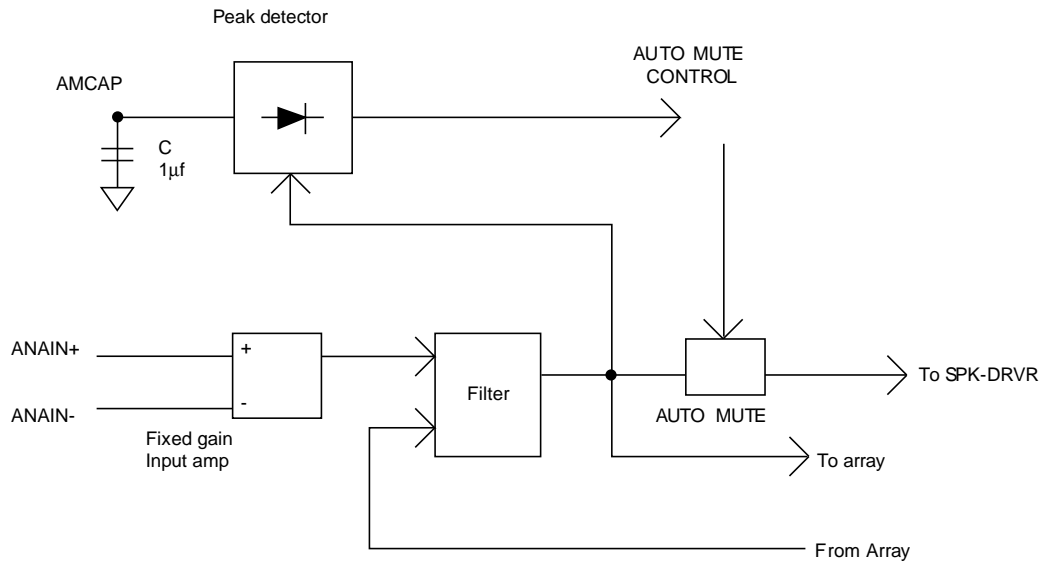 Peak detector
AUTO MUTE
CONTROL
AMCAP
C
1µf
ANAIN+
+
ANAIN-
-
Fixed gain
Input amp
Filter
AUTO MUTE
To SPK-DRVR
To array
From Array